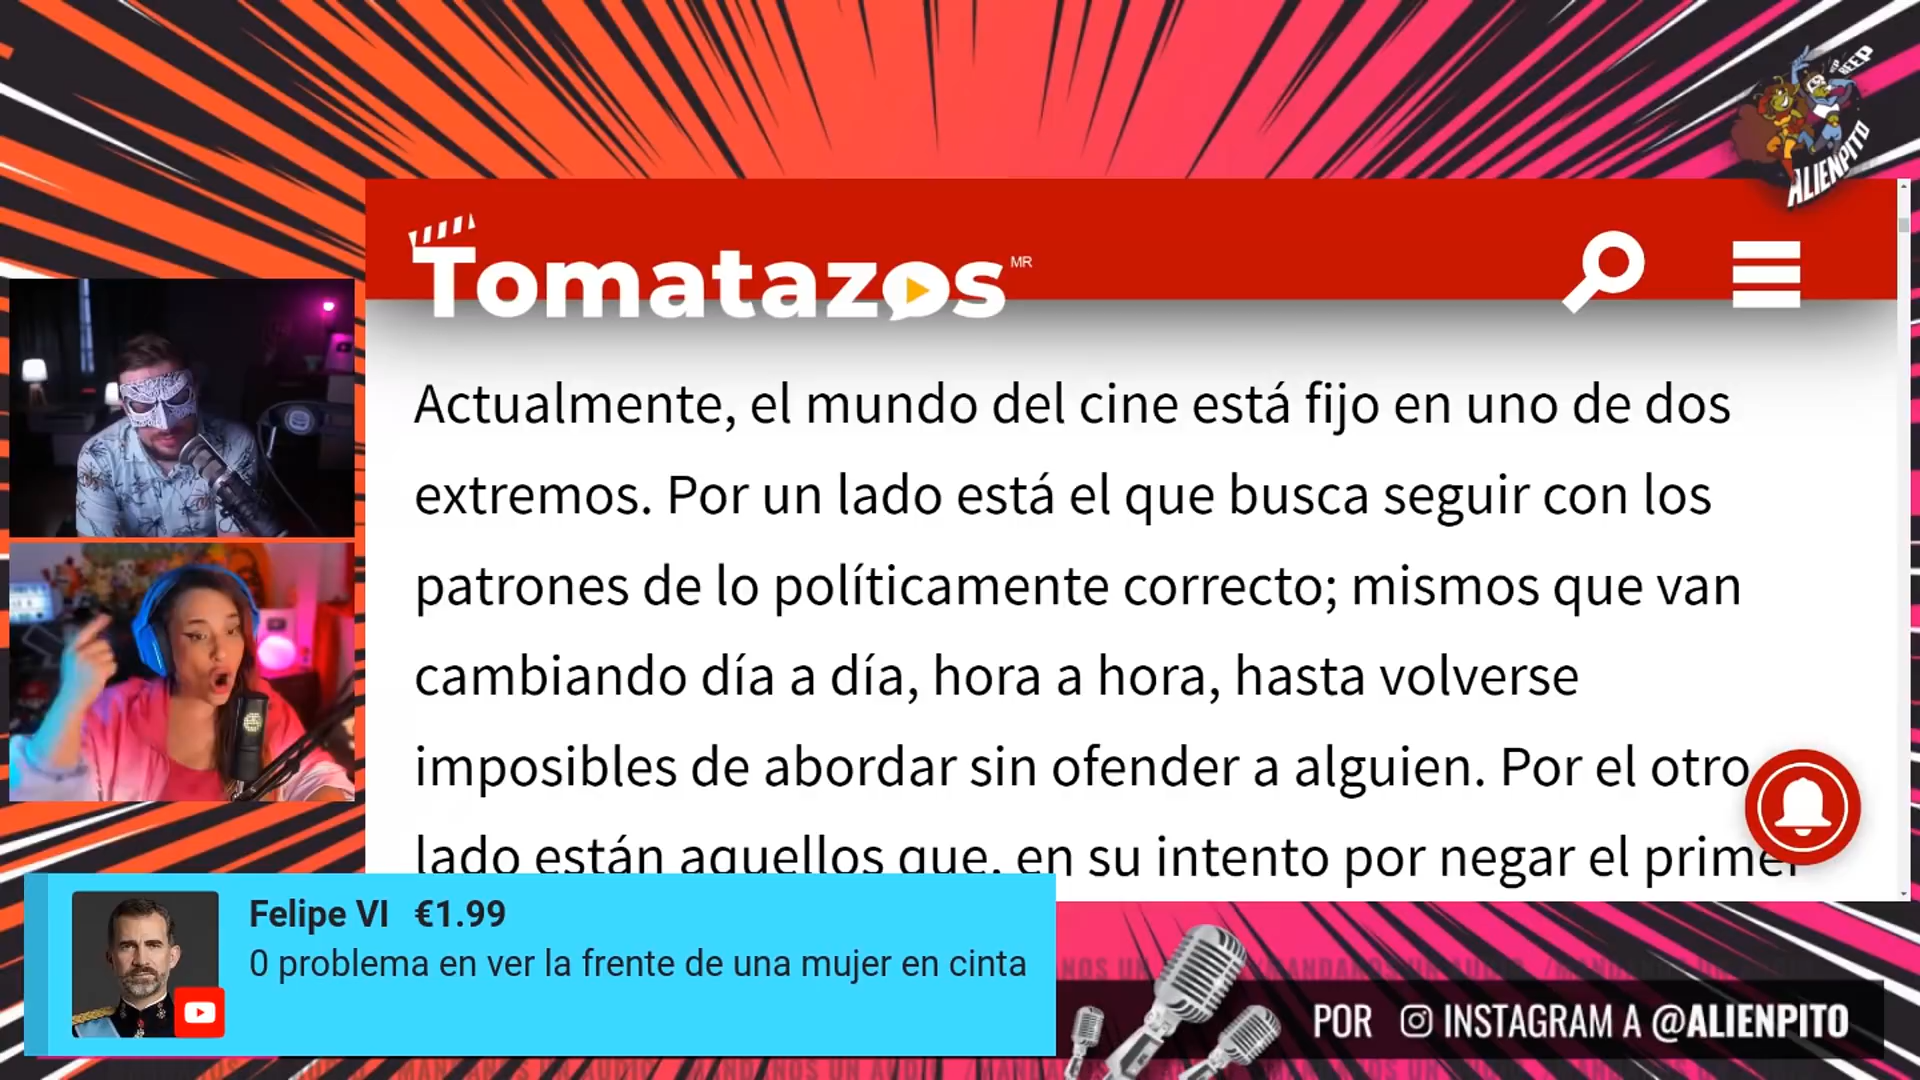 BEEP
ALIENPITO
Tomatazos MR
Actualmente, el mundo del cine está fijo en uno de dos
extremos. Por un lado está el que busca seguir con los
patrones de lo políticamente correcto; mismos que van
cambiando día a día, hora a hora, hasta volverse
imposibles de abordar sin ofender a alguien. Por el otro
lado están aquellos que, en su intento por negar el primer
Felipe VI €1.99
0 problema en ver la frente de una mujer en cinta
POR INSTAGRAM A @ALIENPITO